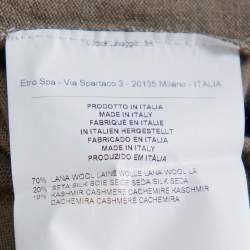 Etro Spa - Via Spartaco 3 - 20135 Milano - ITALIA
PRODOTTO IN ITALIA
MADE IN ITALY
FABRIQUÉ EN ITALIE
IN ITALIEN HERGESTELLT
FABRICADO EN ITALIA
MADE IN ITALY
PRODUZIDO EM ITÁLIA
70% LANA WOOL LAINE WOLLE LANA WOOL LA
20% SETA SILK SOIE SEIDE SEDA SILK SEDA
10% KASHMIR CASHMERE CACHEMIRE KASCHMIR
CACHEMIRA CASHMERE CACHEMIRA